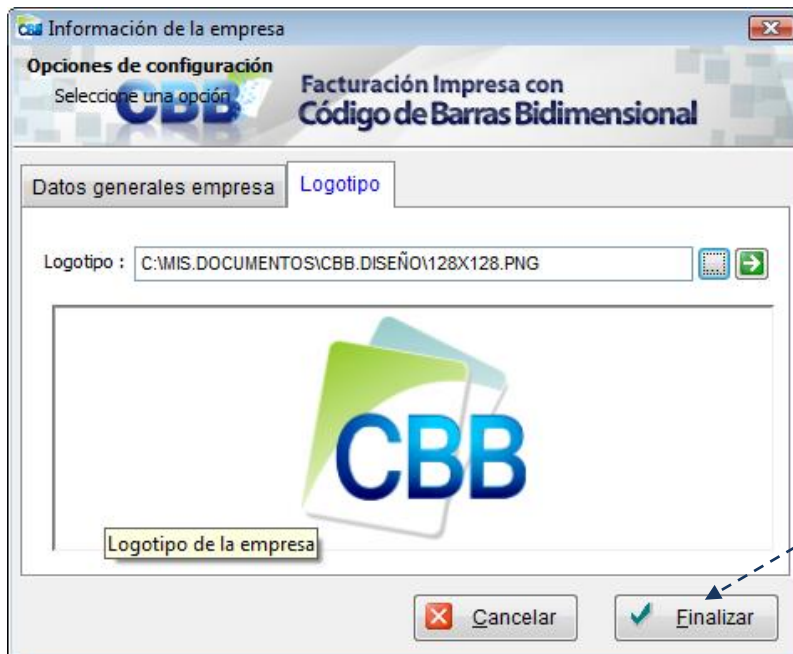 CBB Información de la empresa
Opciones de configuración
Seleccione una opción
CBB
Facturación Impresa con
Código de Barras Bidimensional
Datos generales empresa
Logotipo
Logotipo : C:\MIS.DOCUMENTOS\CBB.DISEÑO\128X128.PNG
...
CBB
Logotipo de la empresa
Cancelar
Finalizar